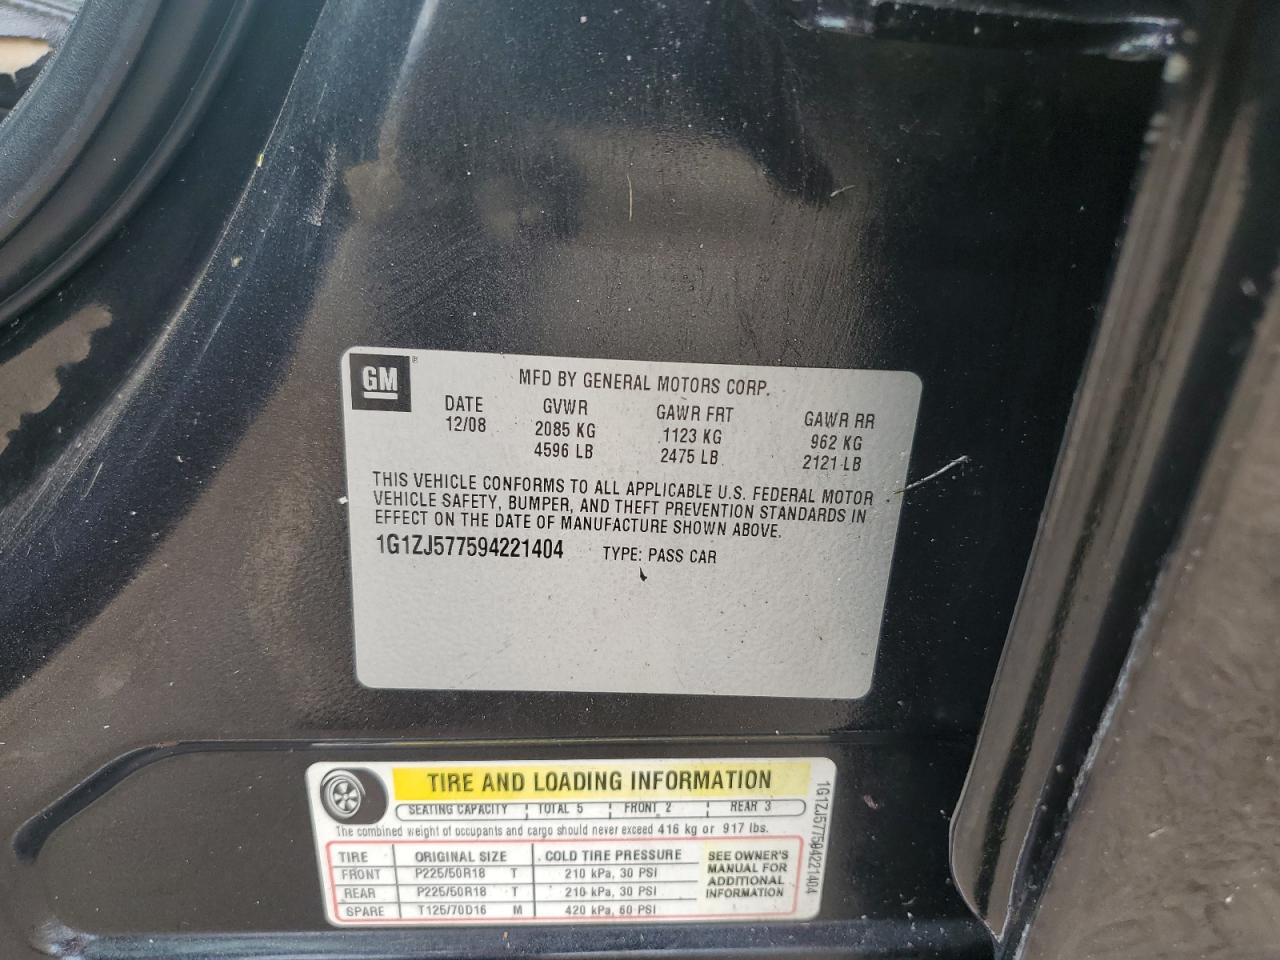 GM
MFD BY GENERAL MOTORS CORP.
DATE GVWR GAWR FRT GAWR RR
12/08 2085 KG 1123 KG 962 KG
4596 LB 2475 LB 2121 LB
THIS VEHICLE CONFORMS TO ALL APPLICABLE U.S. FEDERAL MOTOR
VEHICLE SAFETY, BUMPER, AND THEFT PREVENTION STANDARDS IN
EFFECT ON THE DATE OF MANUFACTURE SHOWN ABOVE.
1G1ZJ577594221404 TYPE: PASS CAR
TIRE AND LOADING INFORMATION
SEATING CAPACITY TOTAL 5 FRONT 2 REAR 3
The combined weight of occupants and cargo should never exceed 416 kg or 917 lbs.
TIRE ORIGINAL SIZE COLD TIRE PRESSURE
FRONT P225/50R18 T 210 kPa, 30 PSI
REAR P225/50R18 T 210 kPa, 30 PSI
SPARE T125/70D16 M 420 kPa, 60 PSI
SEE OWNER'S
MANUAL FOR
ADDITIONAL
INFORMATION
1G1ZJ577594221404